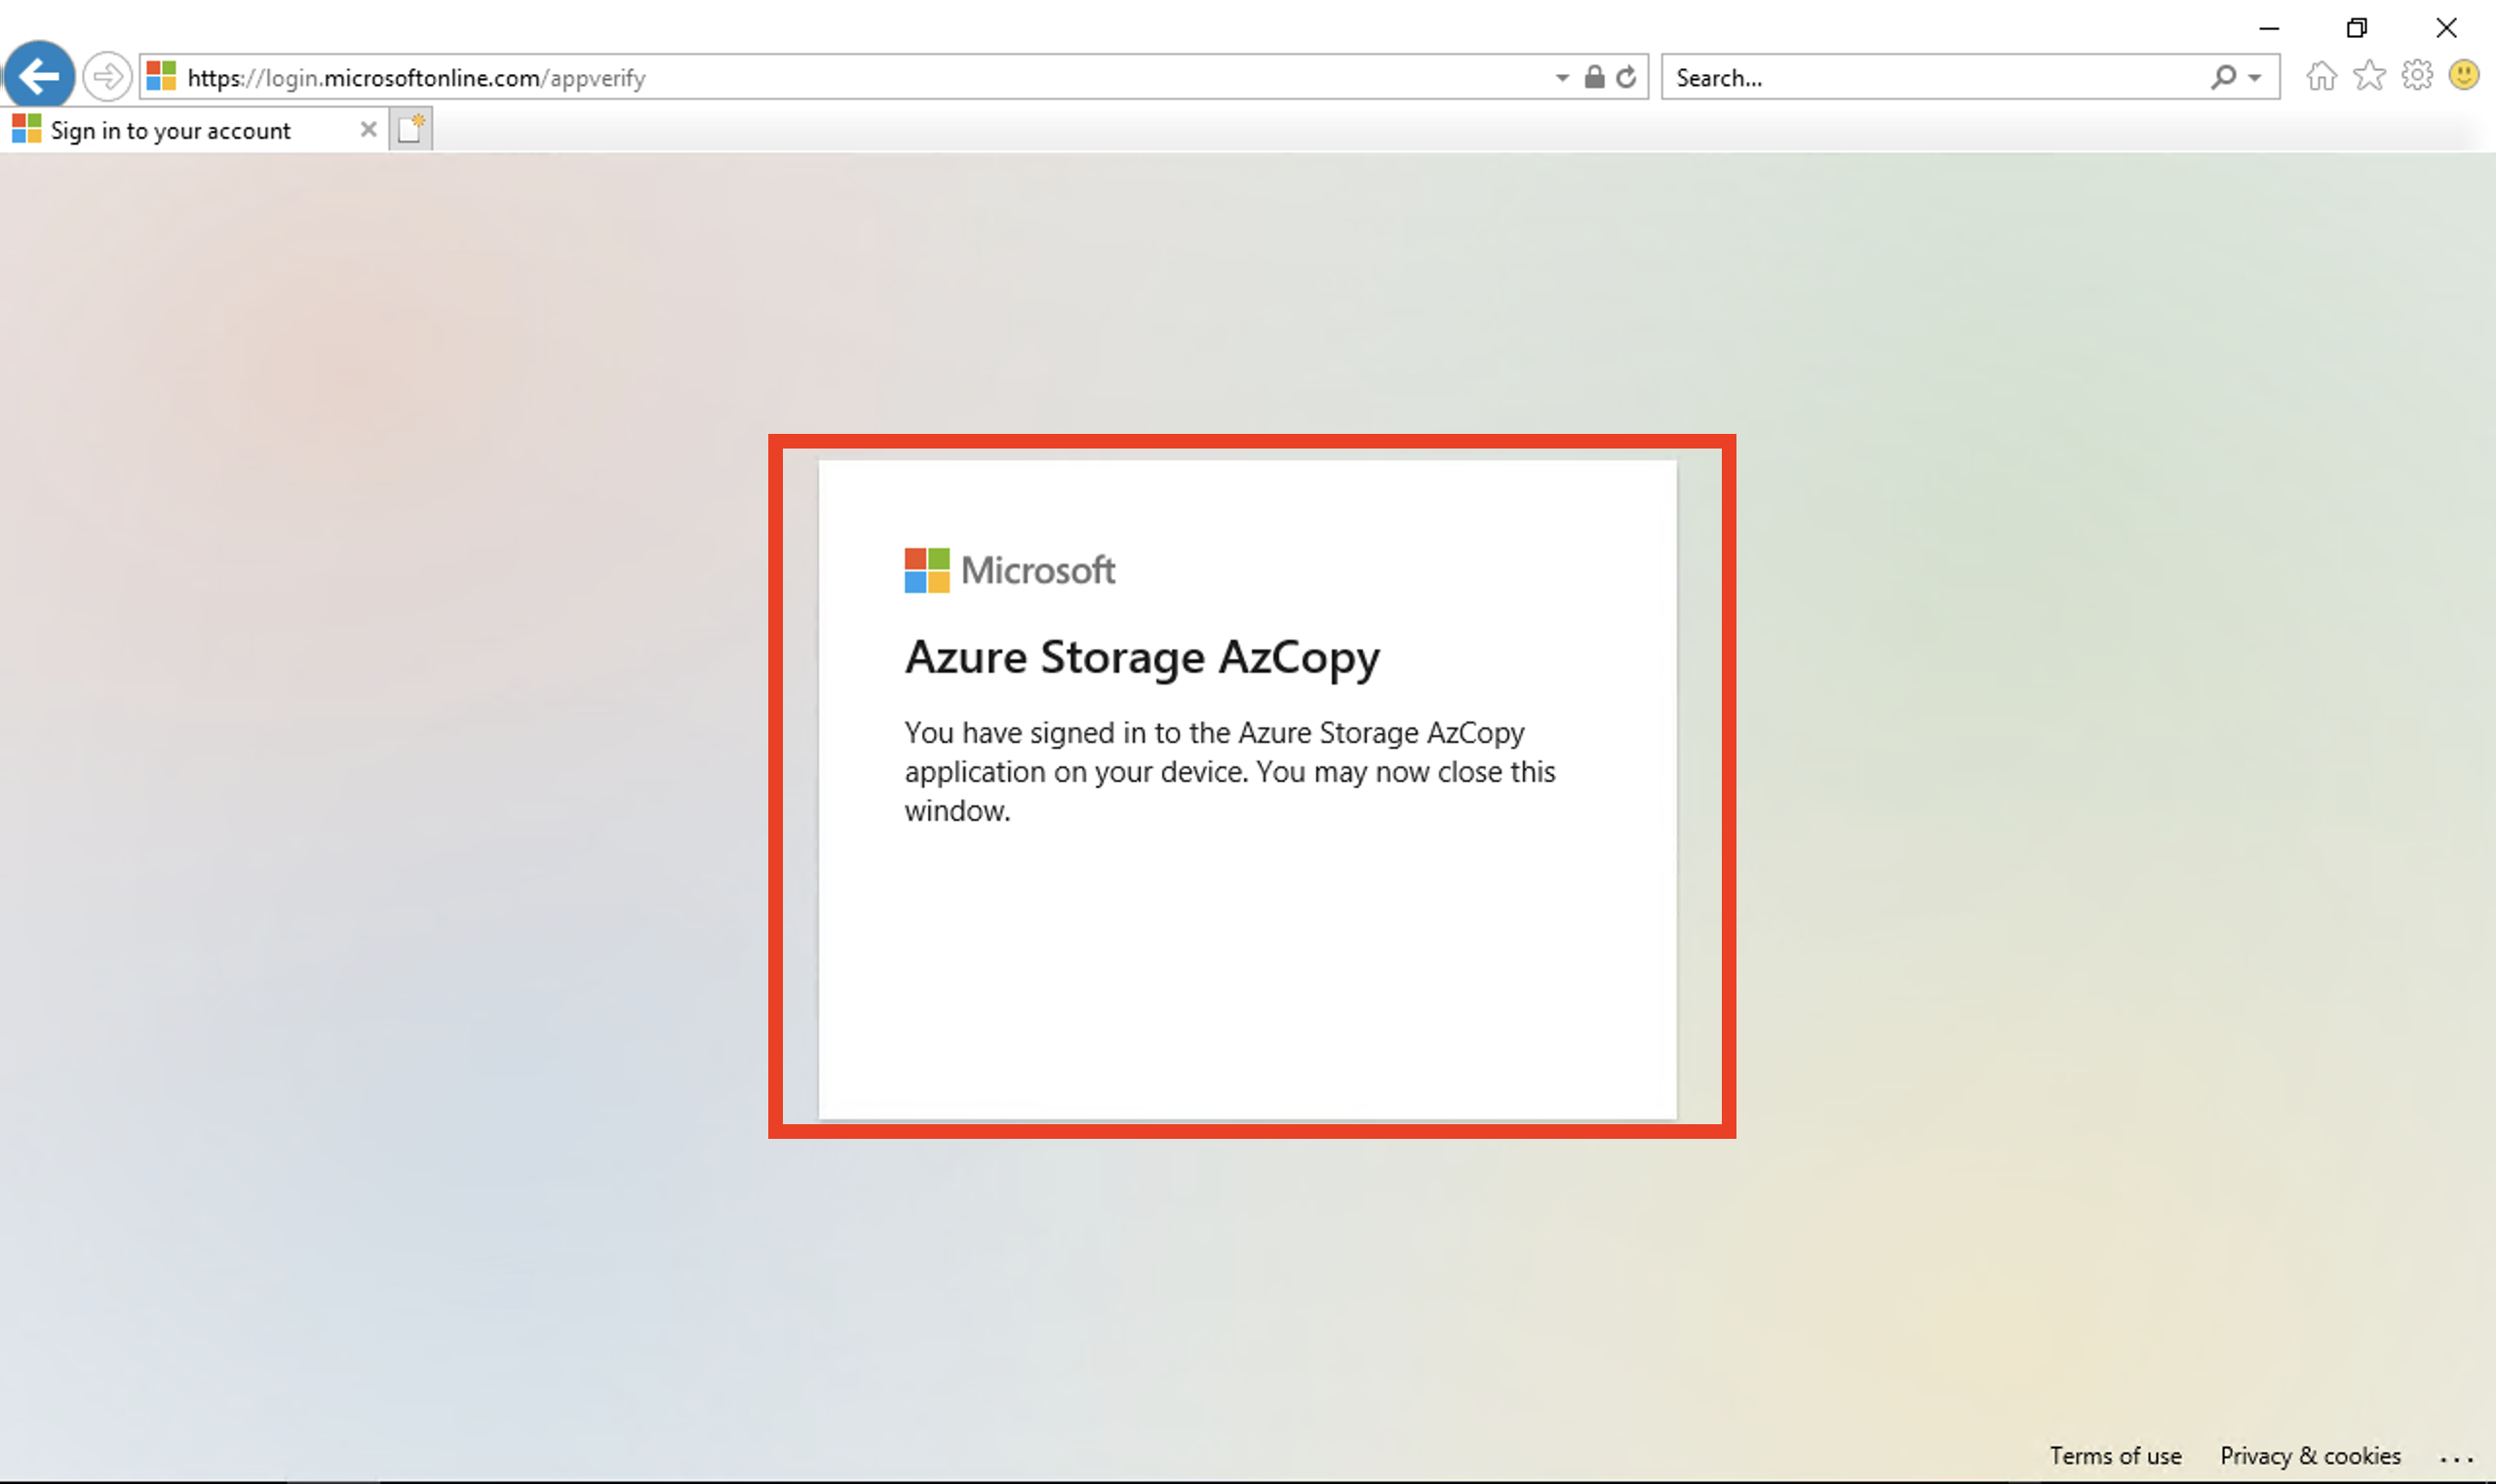 https://login.microsoftonline.com/appverify
Search...
Sign in to your account
Microsoft
Azure Storage AzCopy
You have signed in to the Azure Storage AzCopy
application on your device. You may now close this
window.
Terms of use Privacy & cookies ...